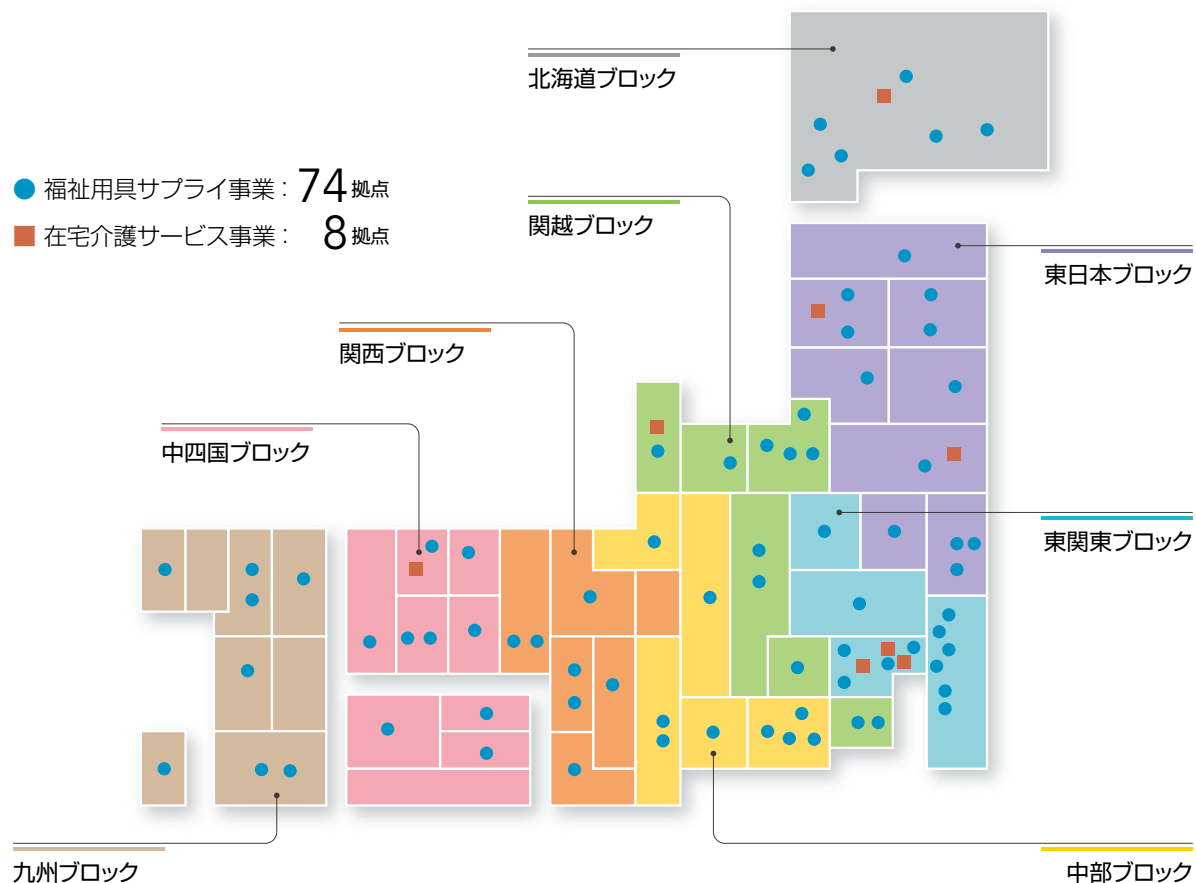 北海道ブロック
● 福祉用具サプライ事業：74拠点
■ 在宅介護サービス事業：8拠点
関越ブロック
東日本ブロック
関西ブロック
中四国ブロック
東関東ブロック
九州ブロック
中部ブロック